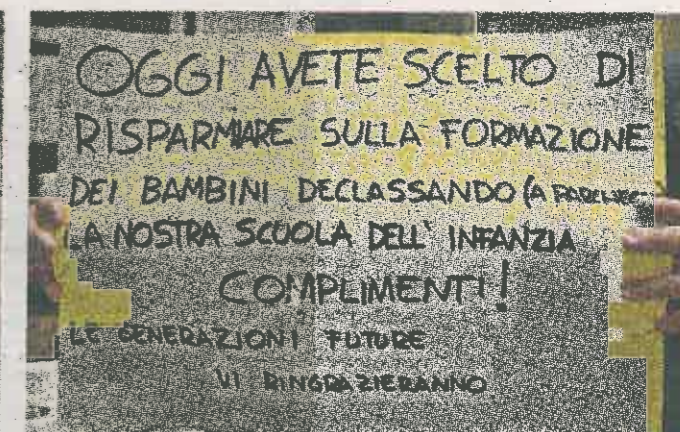 OGGI AVETE SCELTO DI
RISPARMIARE SULLA FORMAZIONE
DEI BAMBINI DECLASSANDO (A
LA NOSTRA SCUOLA DELL' INFANZIA
COMPLIMENTI!
LE GENERAZIONI FUTURE
VI RINGRAZIERANNO